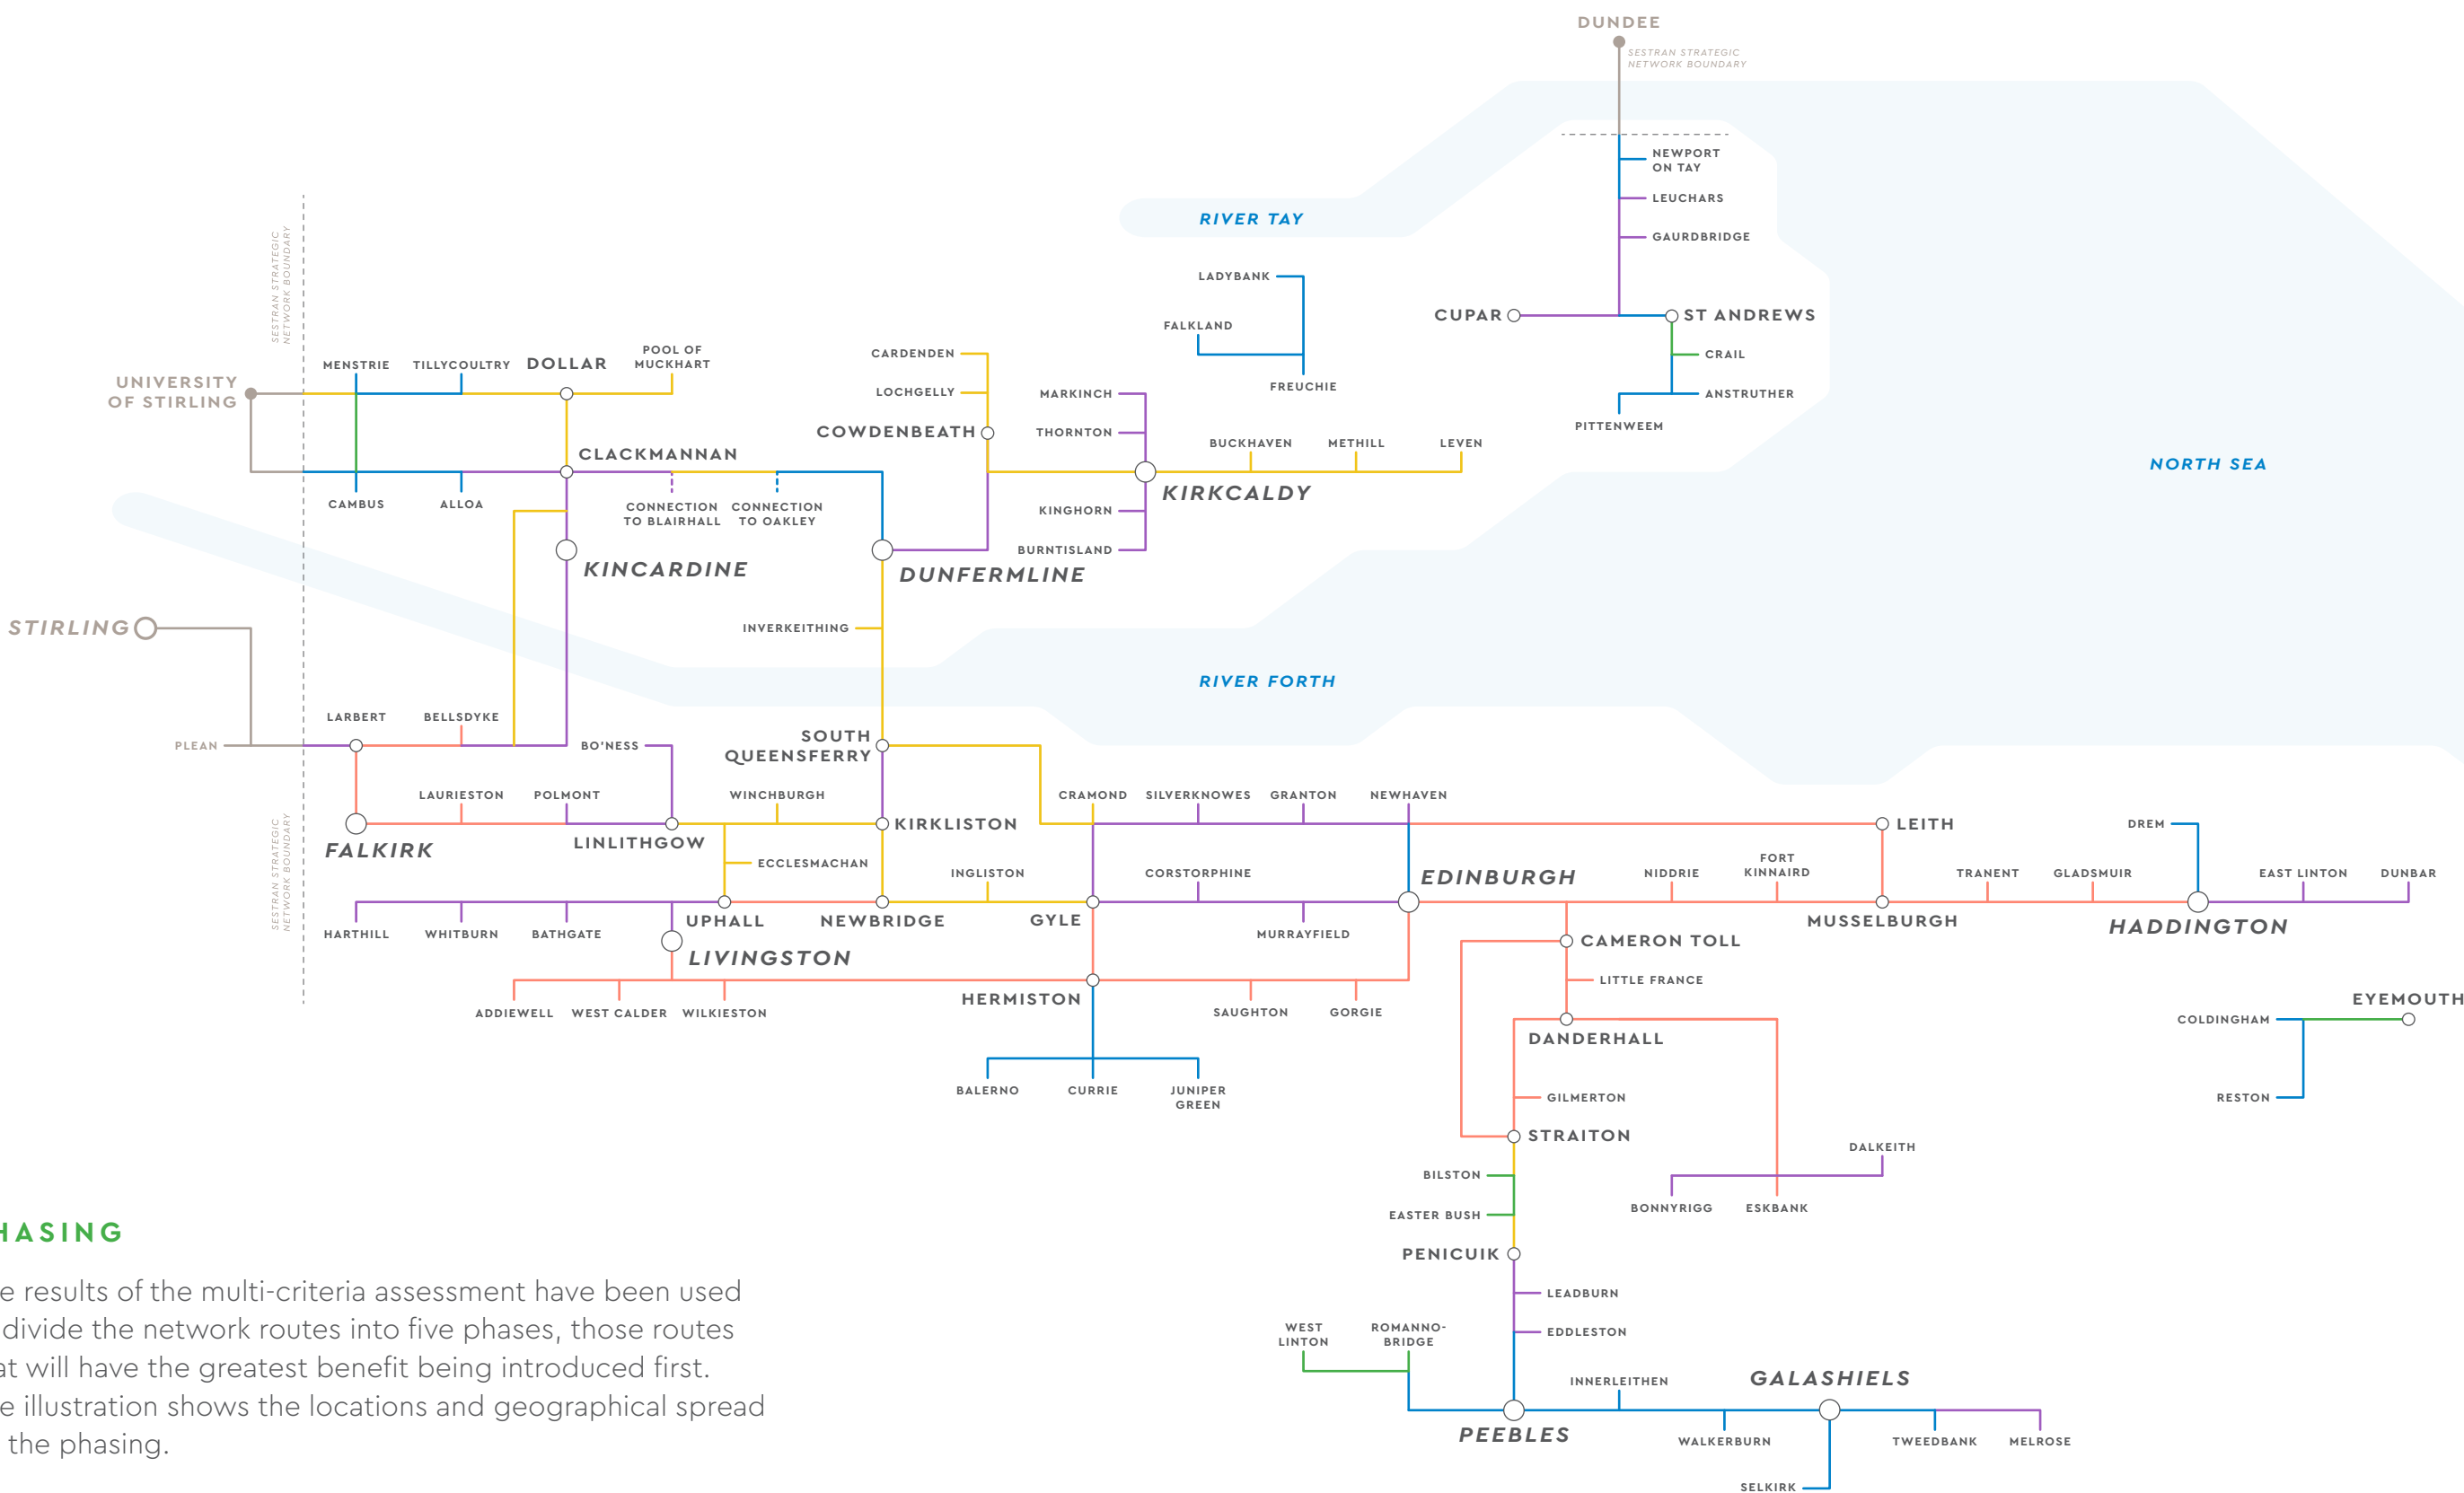 DUNDEE
SESTRAN STRATEGIC
NETWORK BOUNDARY
NEWPORT
ON TAY
LEUCHARS
RIVER TAY
GAURDBRIDGE
SESTRAN STRATEGIC
NETWORK BOUNDARY
LADYBANK
CUPAR
ST ANDREWS
FALKLAND
CRAIL
FREUCHIE
ANSTRUTHER
PITTENWEEM
NORTH SEA
UNIVERSITY
OF STIRLING
MENSTRIE
TILLYCOULTRY
DOLLAR
POOL OF
MUCKHART
CARDENDEN
LOCHGELLY
MARKINCH
COWDENBEATH
THORNTON
BUCKHAVEN
METHILL
LEVEN
CLACKMANNAN
KIRKCALDY
CAMBUS
ALLOA
CONNECTION
TO BLAIRHALL
CONNECTION
TO OAKLEY
KINGHORN
BURNTISLAND
KINCARDINE
DUNFERMLINE
STIRLING
INVERKEITHING
RIVER FORTH
LARBERT
BELLSDYKE
PLEAN
BO'NESS
SOUTH
QUEENSFERRY
LAURIESTON
POLMONT
WINCHBURGH
CRAMOND
SILVERKNOWES
GRANTON
NEWHAVEN
SESTRAN STRATEGIC
NETWORK BOUNDARY
FALKIRK
LINLITHGOW
KIRKLISTON
LEITH
DREM
ECCLESMACHAN
INGLISTON
CORSTORPHINE
EDINBURGH
NIDDRIE
FORT
KINNAIRD
TRANENT
GLADSMUIR
EAST LINTON
DUNBAR
HARTHILL
WHITBURN
BATHGATE
UPHALL
NEWBRIDGE
GYLE
MURRAYFIELD
MUSSELBURGH
HADDINGTON
LIVINGSTON
CAMERON TOLL
LITTLE FRANCE
ADDIEWELL
WEST CALDER
WILKIESTON
HERMISTON
SAUGHTON
GORGIE
DANDERHALL
EYEMOUTH
COLDINGHAM
RESTON
BALERNO
CURRIE
JUNIPER
GREEN
GILMERTON
STRAITON
DALKEITH
BILSTON
BONNYRIGG
ESKBANK
EASTER BUSH
PENICUIK
LEADBURN
EDDLESTON
WEST
LINTON
ROMANNO-
BRIDGE
INNERLEITHEN
GALASHIELS
PEEBLES
WALKERBURN
TWEEDBANK
MELROSE
SELKIRK
HASING
e results of the multi-criteria assessment have been used
divide the network routes into five phases, those routes
at will have the greatest benefit being introduced first.
e illustration shows the locations and geographical spread
the phasing.